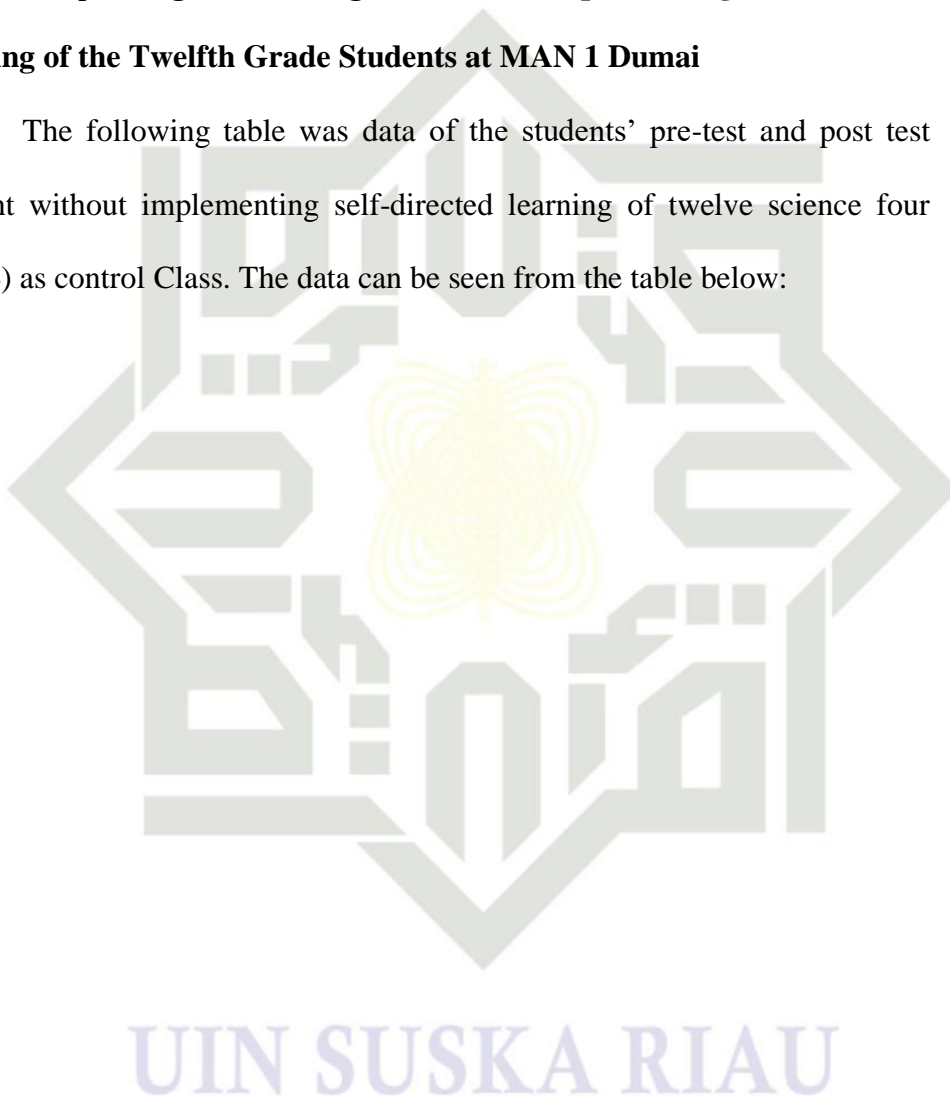 ing of the Twelfth Grade Students at MAN 1 Dumai
The following table was data of the students' pre-test and post test
nt without implementing self-directed learning of twelve science four
) as control Class. The data can be seen from the table below:
UIN SUSKA RIAU